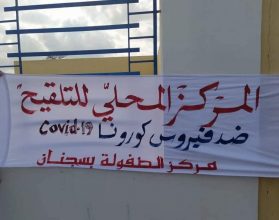 المركز المحلي للتلقيح
ضد فيروس كورونا Covid-19
مركز الطفولة بسجنان